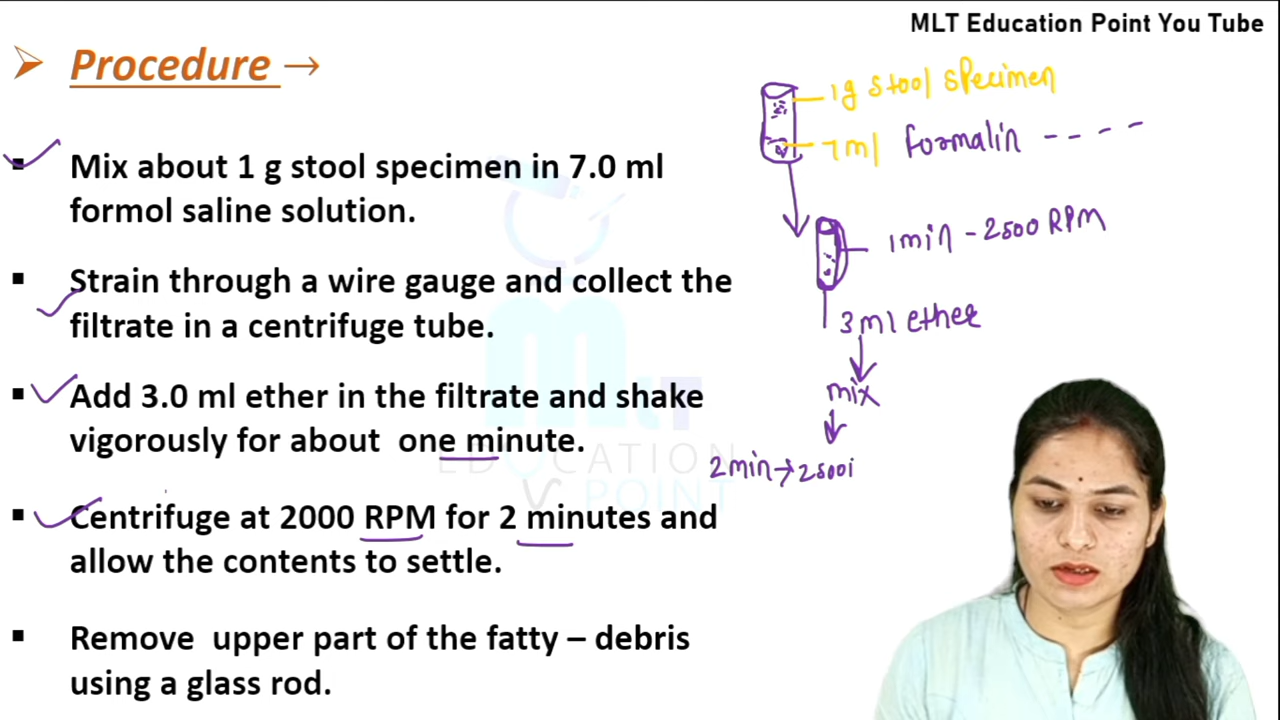 MLT Education Point You Tube
➢ Procedure →
▪ Mix about 1 g stool specimen in 7.0 ml
formol saline solution.
▪ Strain through a wire gauge and collect the
filtrate in a centrifuge tube.
▪ Add 3.0 ml ether in the filtrate and shake
vigorously for about one minute.
▪ Centrifuge at 2000 RPM for 2 minutes and
allow the contents to settle.
▪ Remove upper part of the fatty – debris
using a glass rod.
1g stool specimen
7ml formalin ----
1min - 2500 RPM
3ml ether
mix
2min → 2500
MLT
EDUCATION
POINT